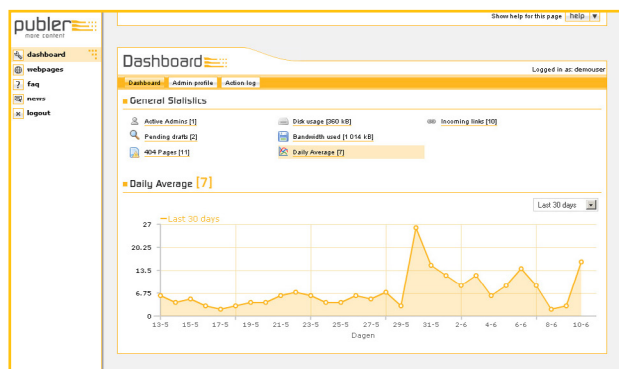 publer
more content
Show help for this page help
dashboard
webpages
faq
news
logout
Dashboard
Logged in as: demouser
Dashboard Admin profile Action log
General Statistics
Active Admins [1] Disk usage [360 kB] Incoming links [10]
Pending drafts [2] Bandwidth used [1 014 kB]
404 Pages [11] Daily Average [7]
Daily Average [7]
Last 30 days
Last 30 days
27
20.25
13.5
6.75
0
13-5 15-5 17-5 19-5 21-5 23-5 25-5 27-5 29-5 31-5 2-6 4-6 6-6 8-6 10-6
Dagen